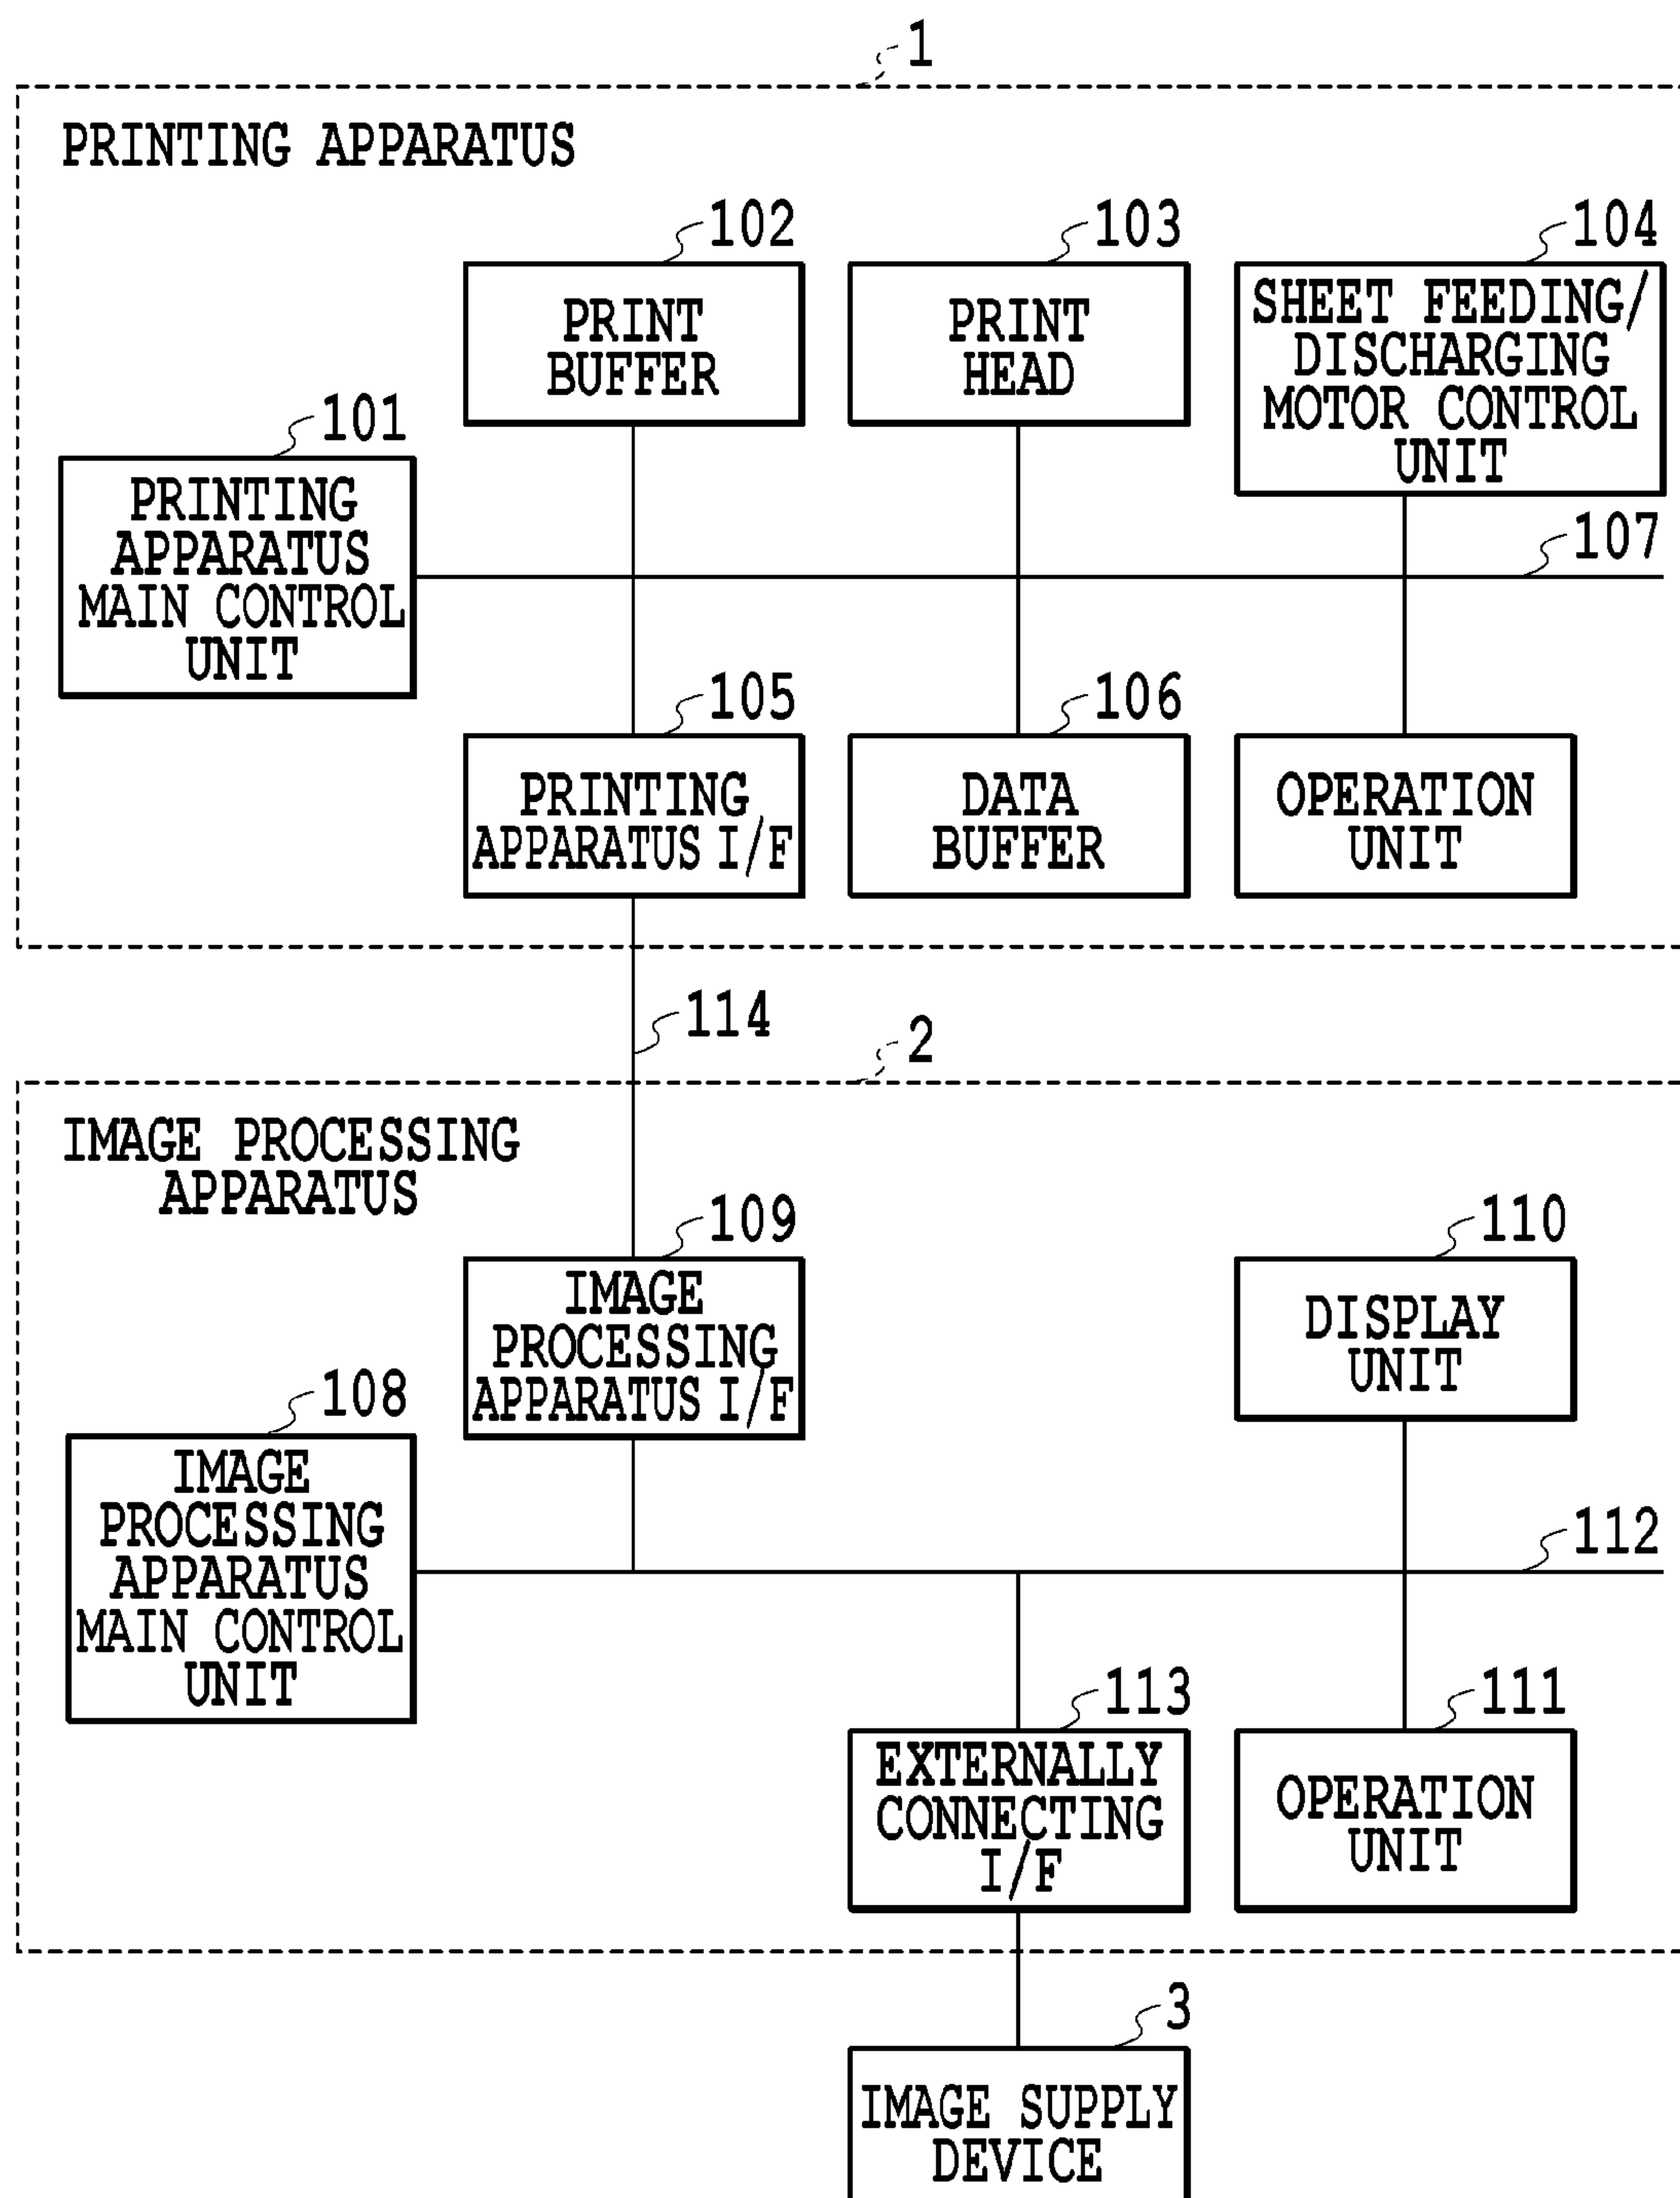 1
PRINTING APPARATUS
102
103
104
PRINT
BUFFER
PRINT
HEAD
SHEET FEEDING/
DISCHARGING
MOTOR CONTROL
UNIT
101
PRINTING
APPARATUS
MAIN CONTROL
UNIT
107
105
106
PRINTING
APPARATUS I/F
DATA
BUFFER
OPERATION
UNIT
114
2
IMAGE PROCESSING
APPARATUS
109
110
IMAGE
PROCESSING
APPARATUS I/F
DISPLAY
UNIT
108
IMAGE
PROCESSING
APPARATUS
MAIN CONTROL
UNIT
112
113
111
EXTERNALLY
CONNECTING
I/F
OPERATION
UNIT
3
IMAGE SUPPLY
DEVICE